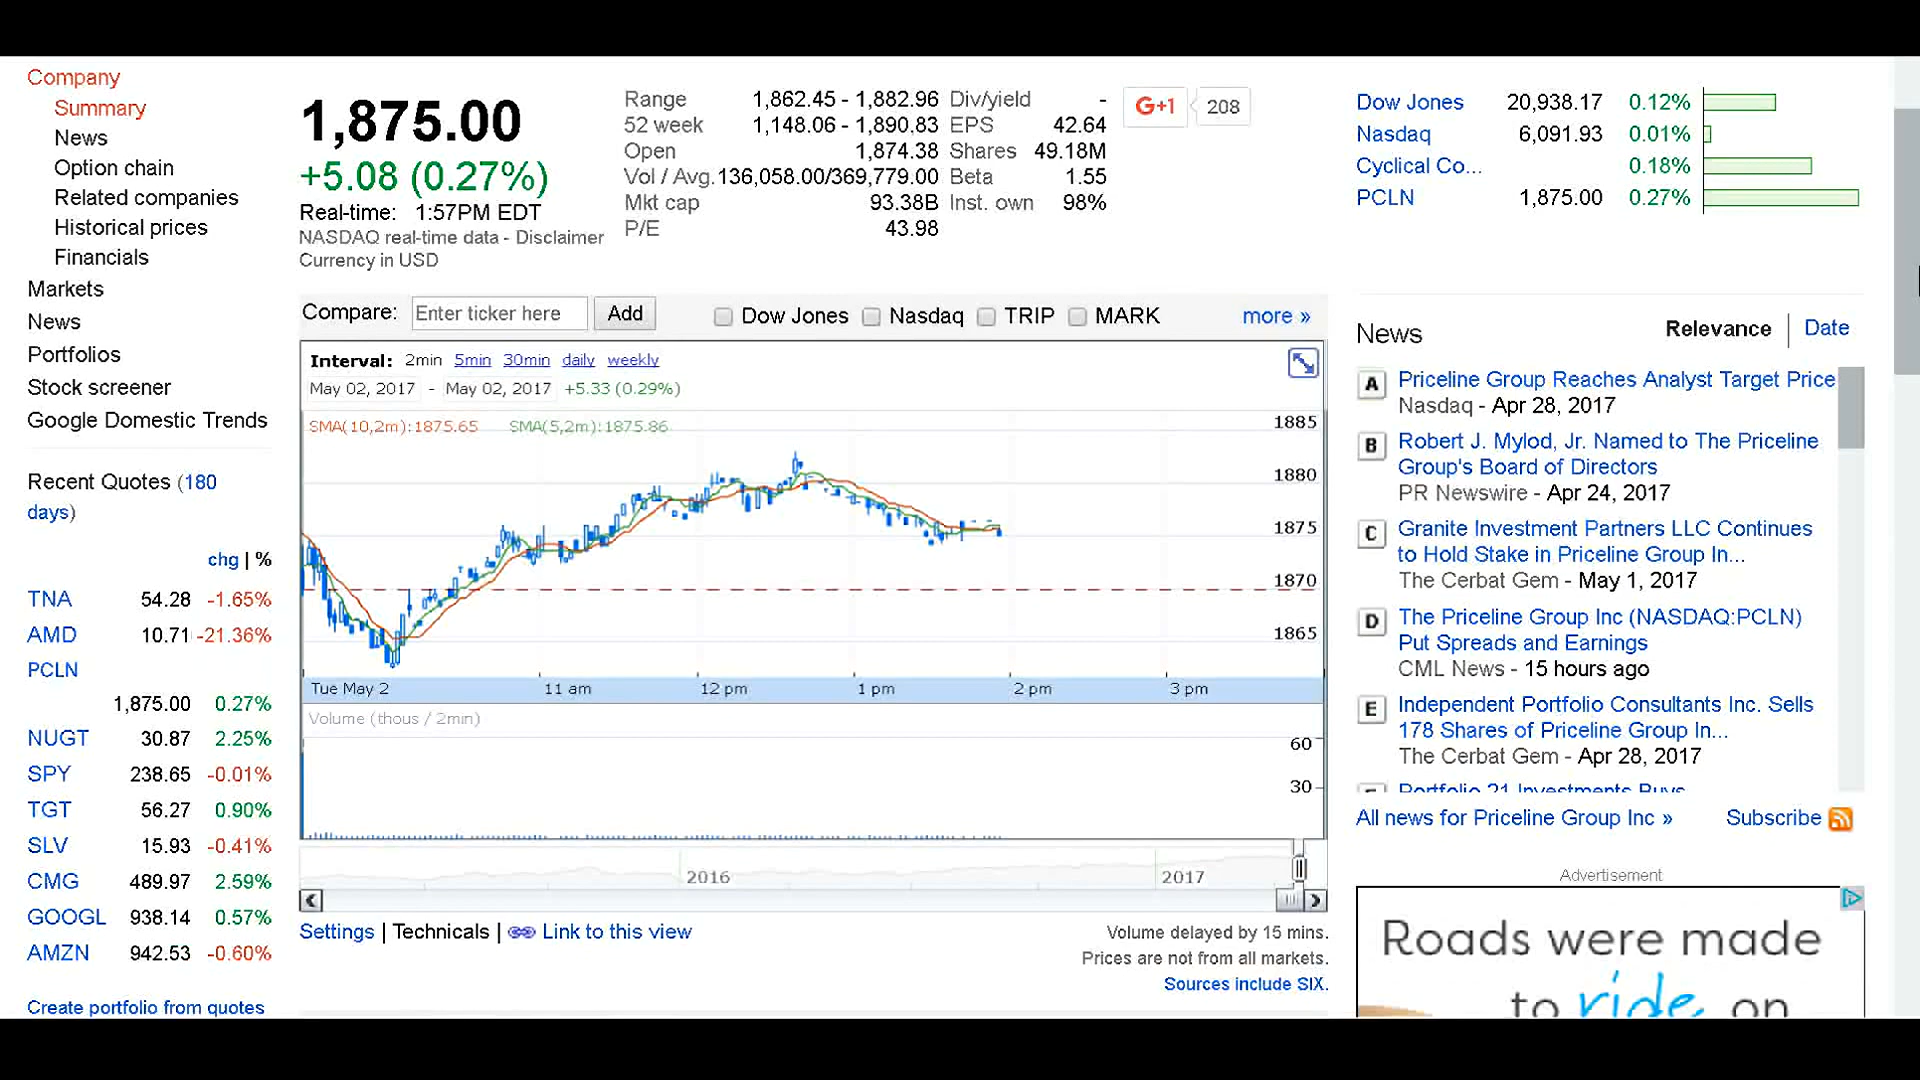 Company
Summary
News
Option chain
Related companies
Historical prices
Financials
Markets
News
Portfolios
Stock screener
Google Domestic Trends
Recent Quotes (180
days)
chg | %
TNA 54.28 -1.65%
AMD 10.71 -21.36%
PCLN
1,875.00 0.27%
NUGT 30.87 2.25%
SPY 238.65 -0.01%
TGT 56.27 0.90%
SLV 15.93 -0.41%
CMG 489.97 2.59%
GOOGL 938.14 0.57%
AMZN 942.53 -0.60%
Create portfolio from quotes
1,875.00
+5.08 (0.27%)
Real-time: 1:57PM EDT
NASDAQ real-time data - Disclaimer
Currency in USD
Range 1,862.45 - 1,882.96 Div/yield -
52 week 1,148.06 - 1,890.83 EPS 42.64
Open 1,874.38 Shares 49.18M
Vol / Avg. 136,058.00/369,779.00 Beta 1.55
Mkt cap 93.38B Inst. own 98%
P/E 43.98
G+1 208
Compare: Enter ticker here Add Dow Jones Nasdaq TRIP MARK more »
Interval: 2min 5min 30min daily weekly
May 02, 2017 - May 02, 2017 +5.33 (0.29%)
SMA(10,2m):1875.65 SMA(5,2m):1875.86
1885
1880
1875
1870
1865
Tue May 2 11 am 12 pm 1 pm 2 pm 3 pm
Volume (thous / 2min)
60
30
2016 2017
Settings | Technicals | Link to this view
Volume delayed by 15 mins.
Prices are not from all markets.
Sources include SIX.
Dow Jones 20,938.17 0.12%
Nasdaq 6,091.93 0.01%
Cyclical Co... 0.18%
PCLN 1,875.00 0.27%
News Relevance Date
A Priceline Group Reaches Analyst Target Price
Nasdaq - Apr 28, 2017
B Robert J. Mylod, Jr. Named to The Priceline
Group's Board of Directors
PR Newswire - Apr 24, 2017
C Granite Investment Partners LLC Continues
to Hold Stake in Priceline Group In...
The Cerbat Gem - May 1, 2017
D The Priceline Group Inc (NASDAQ:PCLN)
Put Spreads and Earnings
CML News - 15 hours ago
E Independent Portfolio Consultants Inc. Sells
178 Shares of Priceline Group In...
The Cerbat Gem - Apr 28, 2017
Portfolio 21 Investments Buys
All news for Priceline Group Inc » Subscribe
Advertisement
Roads were made
to ride on